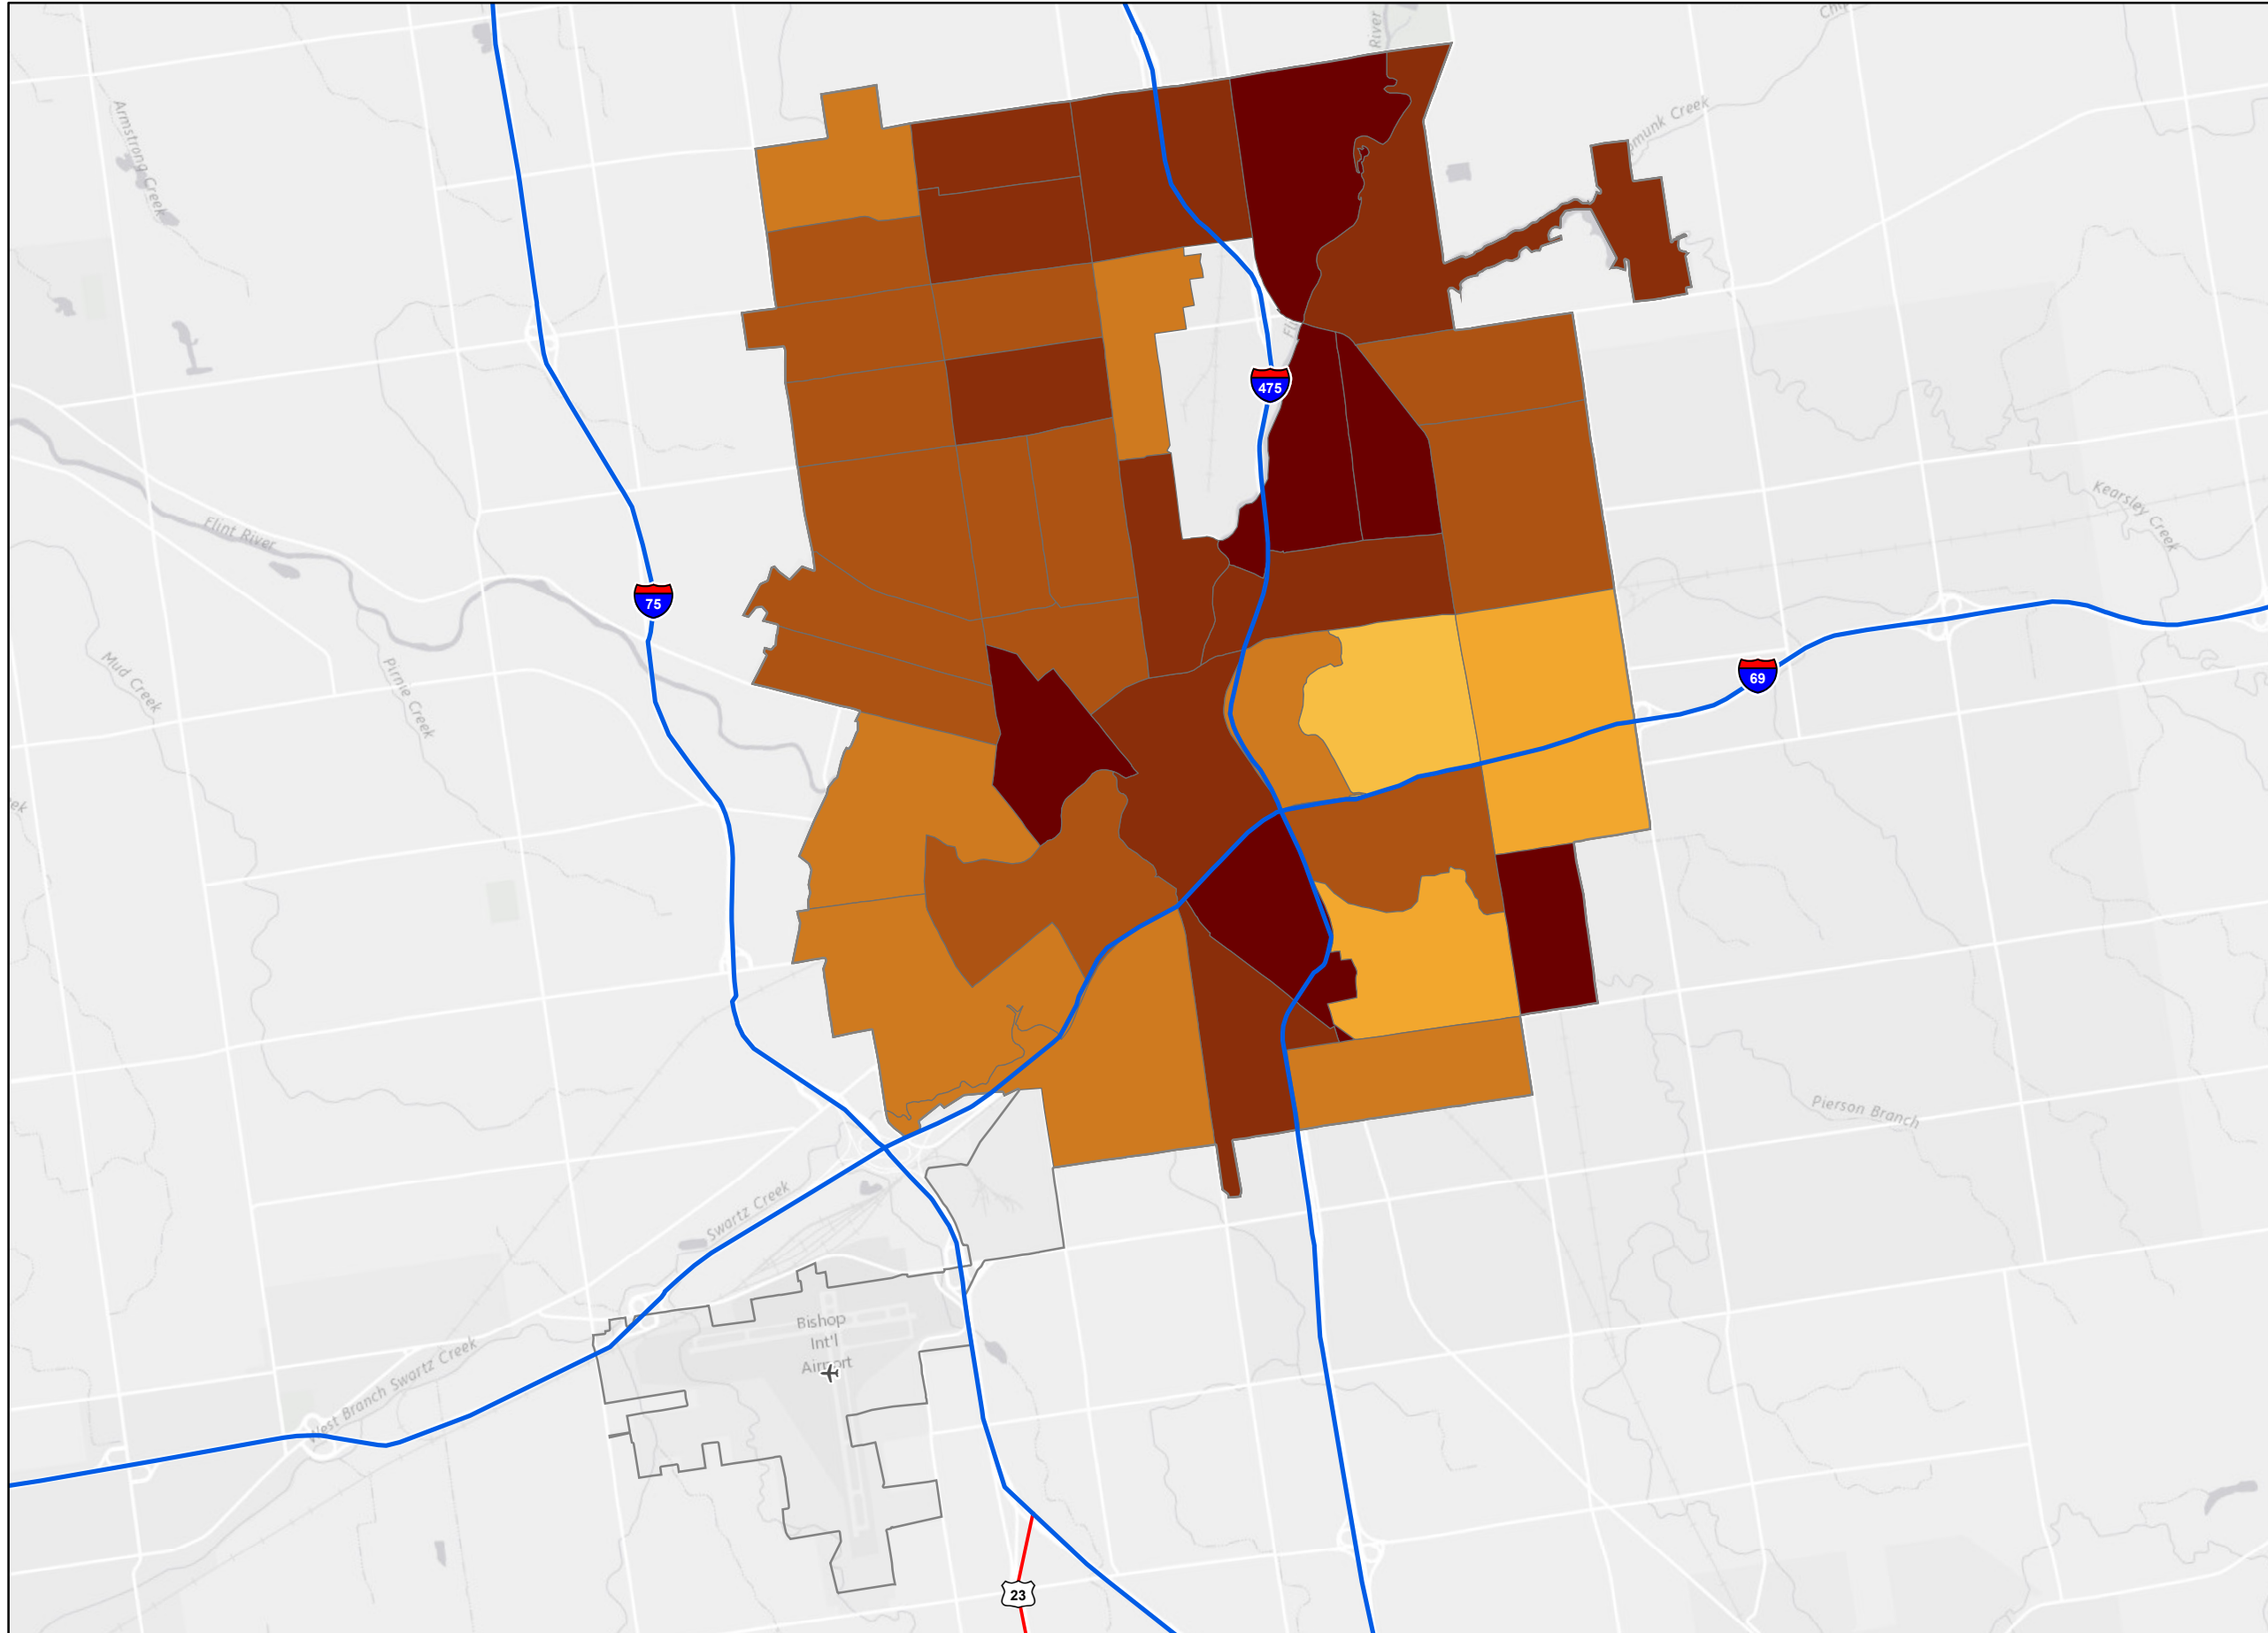 River
Armstrong Creek
Creek
475
Kearsley
Creek
Flint River
75
Mud Creek
Pirnie Creek
69
Pierson Branch
Swartz Creek
Bishop
Int'l
Airport
West Branch Swartz Creek
23